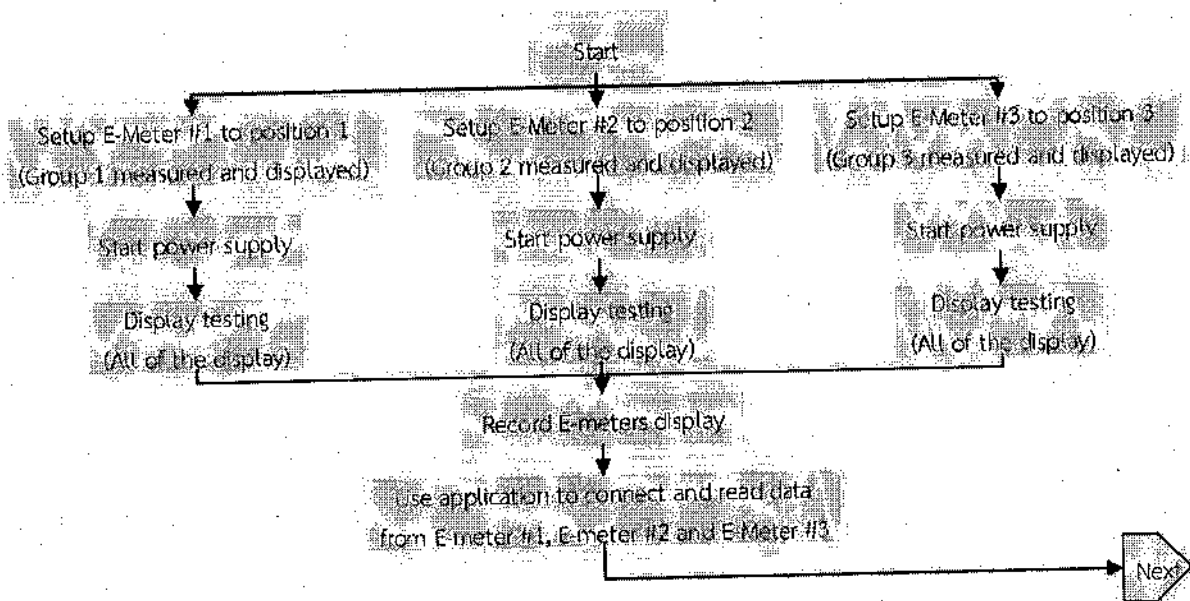 Start
Setup E-Meter #1 to position 1
(Group 1 measured and displayed)
Start power supply
Display testing
(All of the display)
Setup E-Meter #2 to position 2
(Group 2 measured and displayed)
Start power supply
Display testing
(All of the display)
Setup E-Meter #3 to position 3
(Group 3 measured and displayed)
Start power supply
Display testing
(All of the display)
Record E-meters display
Use application to connect and read data
from E-meter #1, E-meter #2 and E-Meter #3
Next